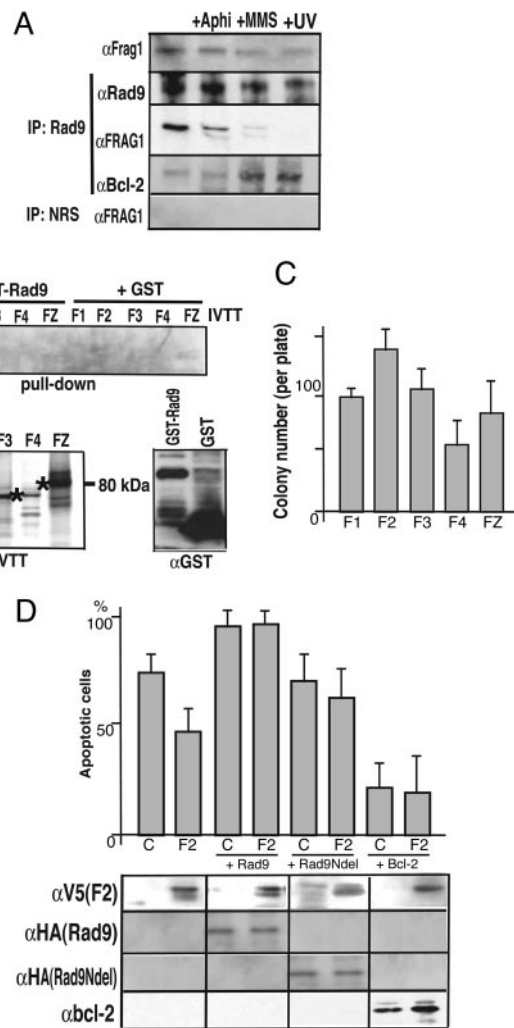 A
+Aphi +MMS +UV
αFrag1
αRad9
IP: Rad9
αFRAG1
αBcl-2
IP: NRS αFRAG1
T-Rad9 + GST
3 F4 FZ F1 F2 F3 F4 FZ IVTT
pull-down
F3 F4 FZ
*
*
80 kDa
VTT
GST-Rad9
GST
αGST
C
Colony number (per plate)
100
0
F1 F2 F3 F4 FZ
D
%
100
50
0
Apoptotic cells
C F2 C F2 C F2 C F2
+ Rad9 + Rad9Ndel + Bcl-2
αV5(F2)
αHA(Rad9)
αHA(Rad9Ndel)
αbcl-2